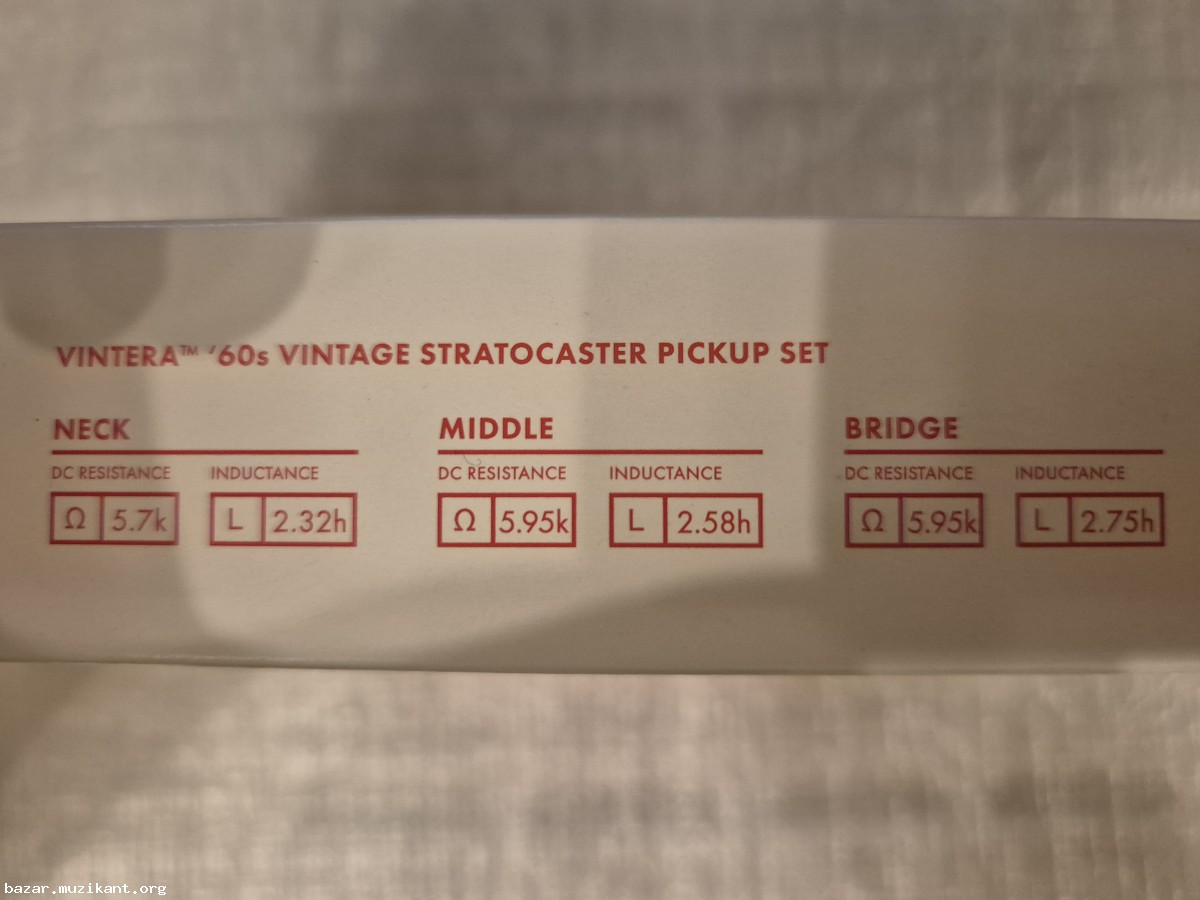 VINTERA™ '60s VINTAGE STRATOCASTER PICKUP SET
NECK MIDDLE BRIDGE
DC RESISTANCE INDUCTANCE DC RESISTANCE INDUCTANCE DC RESISTANCE INDUCTANCE
Ω 5.7k L 2.32h Ω 5.95k L 2.58h Ω 5.95k L 2.75h
bazar.muzikant.org